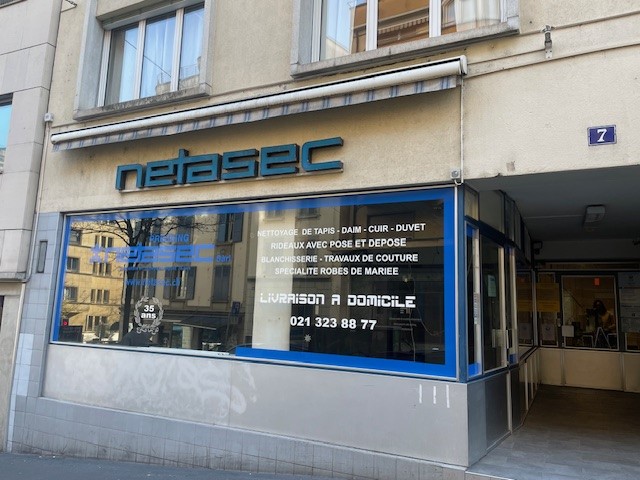 netasec
7
NETTOYAGE DE TAPIS - DAIM - CUIR - DUVET
RIDEAUX AVEC POSE ET DEPOSE
BLANCHISSERIE - TRAVAUX DE COUTURE
SPECIALITE ROBES DE MARIEE
LIVRAISON A DOMICILE
021 323 88 77
netasec
35
ans